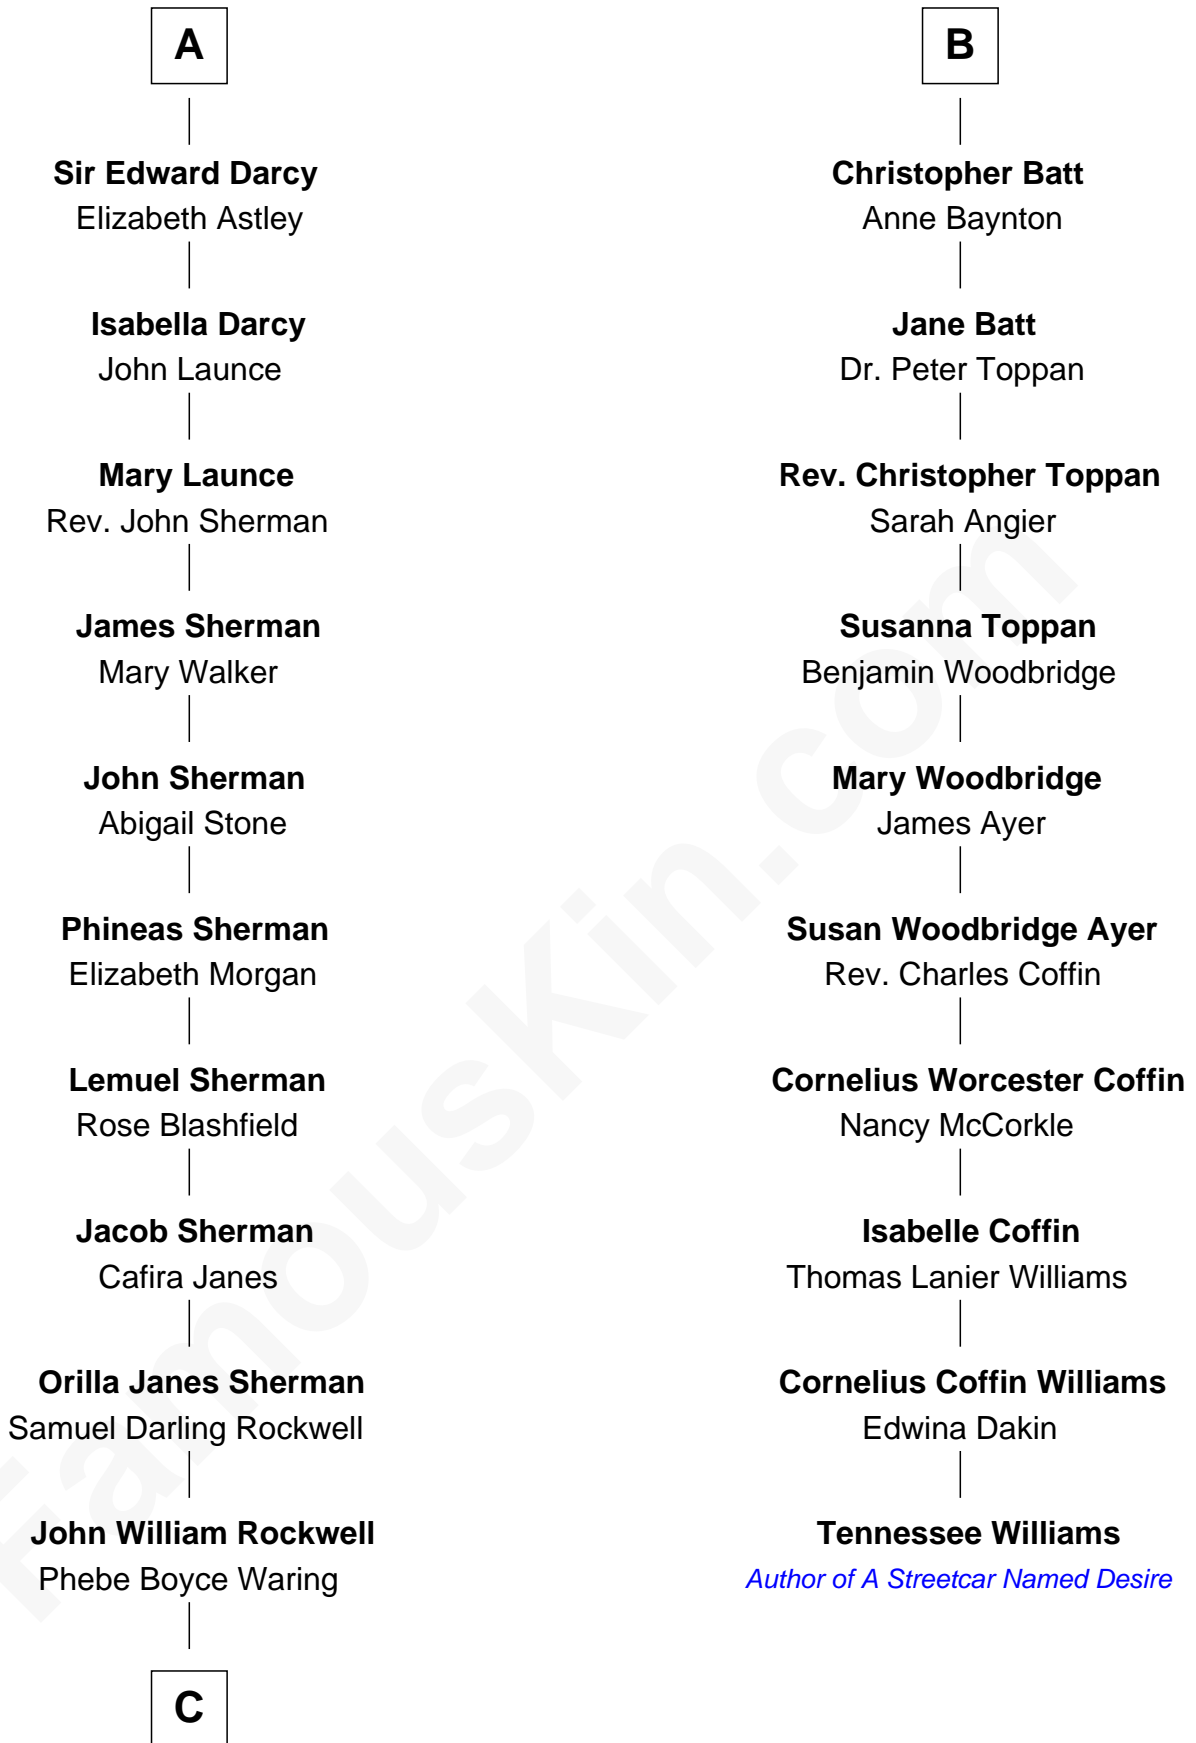 A
Sir Edward Darcy
Elizabeth Astley
Isabella Darcy
John Launce
Mary Launce
Rev. John Sherman
James Sherman
Mary Walker
John Sherman
Abigail Stone
Phineas Sherman
Elizabeth Morgan
Lemuel Sherman
Rose Blashfield
Jacob Sherman
Cafira Janes
Orilla Janes Sherman
Samuel Darling Rockwell
John William Rockwell
Phebe Boyce Waring
C
B
Christopher Batt
Anne Baynton
Jane Batt
Dr. Peter Toppan
Rev. Christopher Toppan
Sarah Angier
Susanna Toppan
Benjamin Woodbridge
Mary Woodbridge
James Ayer
Susan Woodbridge Ayer
Rev. Charles Coffin
Cornelius Worcester Coffin
Nancy McCorkle
Isabelle Coffin
Thomas Lanier Williams
Cornelius Coffin Williams
Edwina Dakin
Tennessee Williams
Author of A Streetcar Named Desire
FamousKin.com